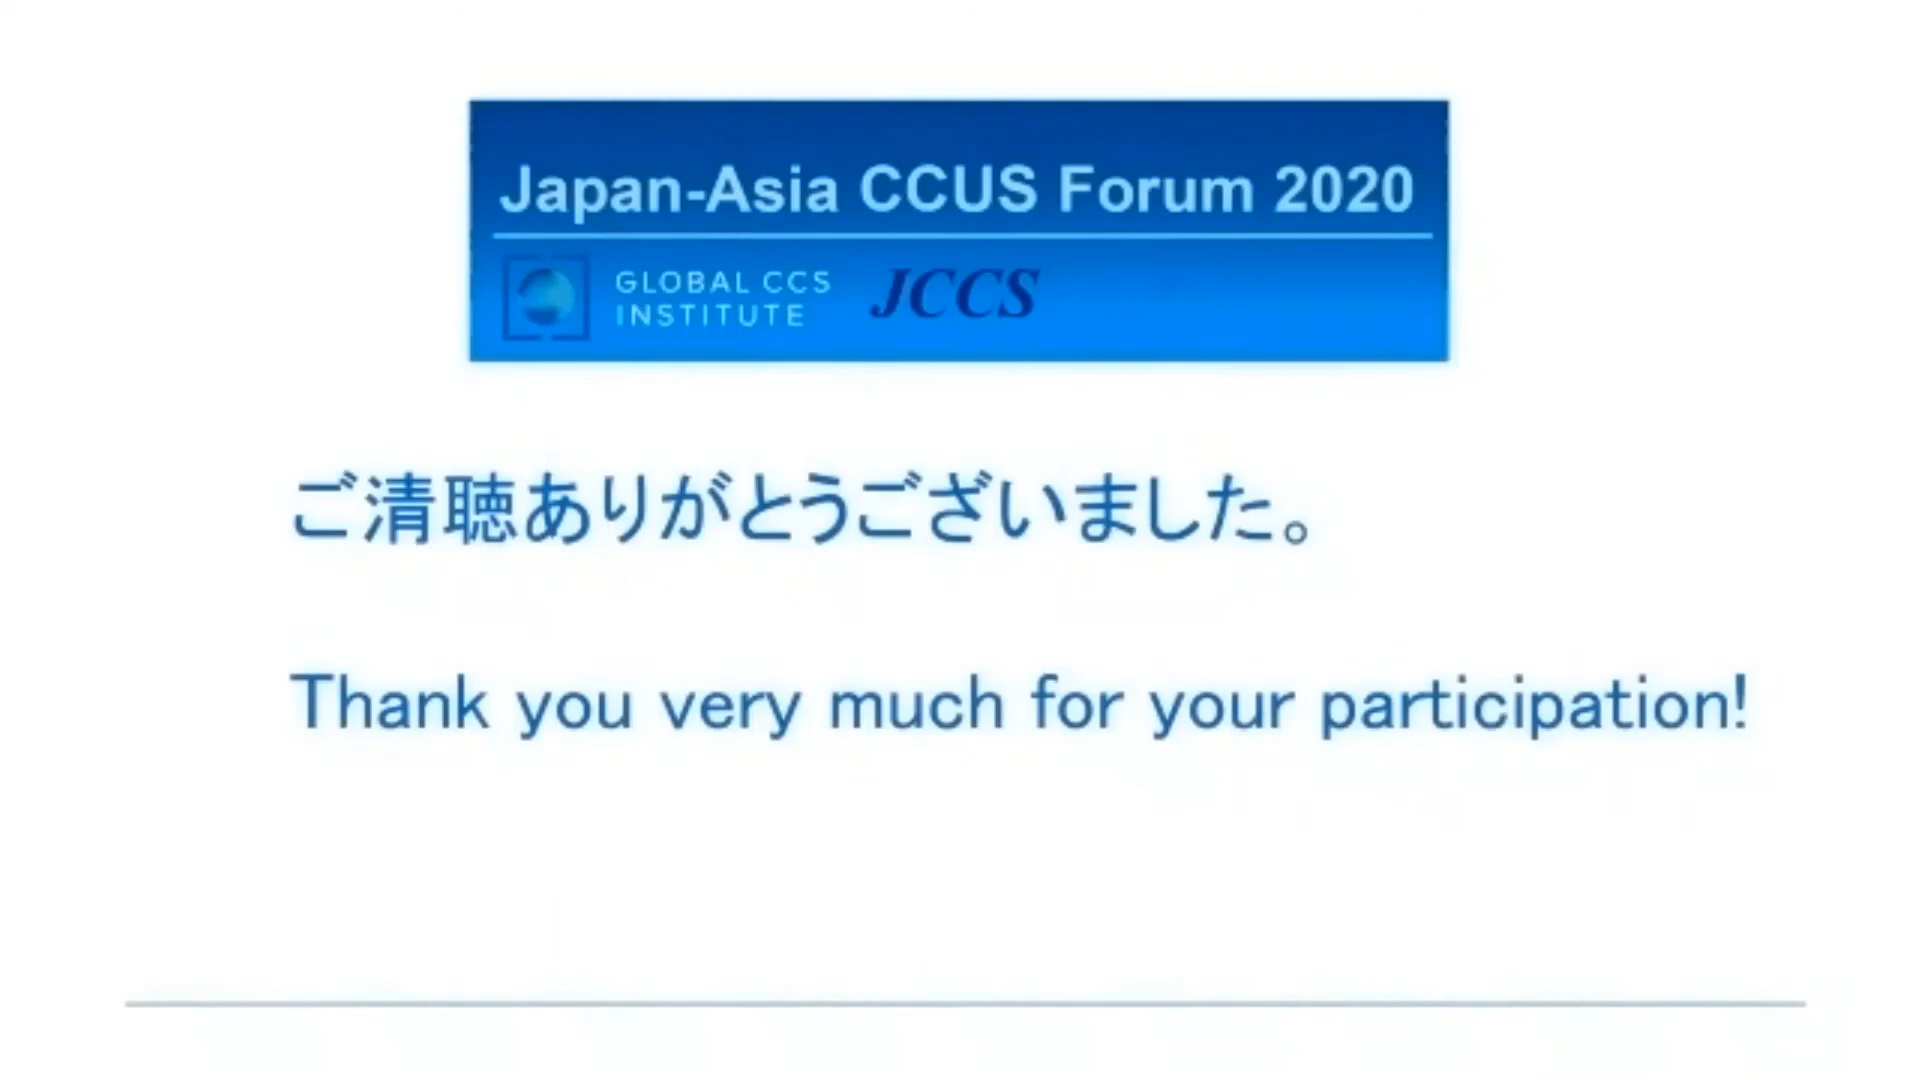 Japan-Asia CCUS Forum 2020
GLOBAL CCS
INSTITUTE
JCCS
ご清聴ありがとうございました。
Thank you very much for your participation!